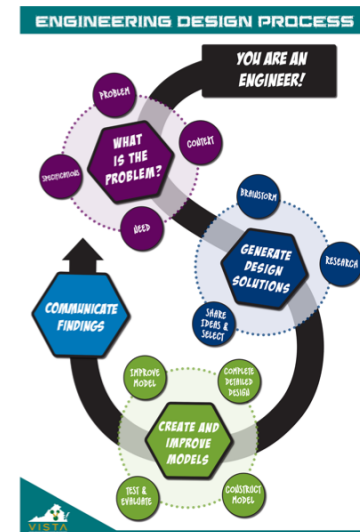 ENGINEERING DESIGN PROCESS
YOU ARE AN
ENGINEER!
PROBLEM
WHAT
IS THE
PROBLEM?
CONTEXT
SPECIFICATIONS
NEED
BRAINSTORM
GENERATE
DESIGN
SOLUTIONS
RESEARCH
SHARE
IDEAS &
SELECT
COMMUNICATE
FINDINGS
IMPROVE
MODEL
COMPLETE
DETAILED
DESIGN
CREATE AND
IMPROVE
MODELS
TEST &
EVALUATE
CONSTRUCT
MODEL
VISTA